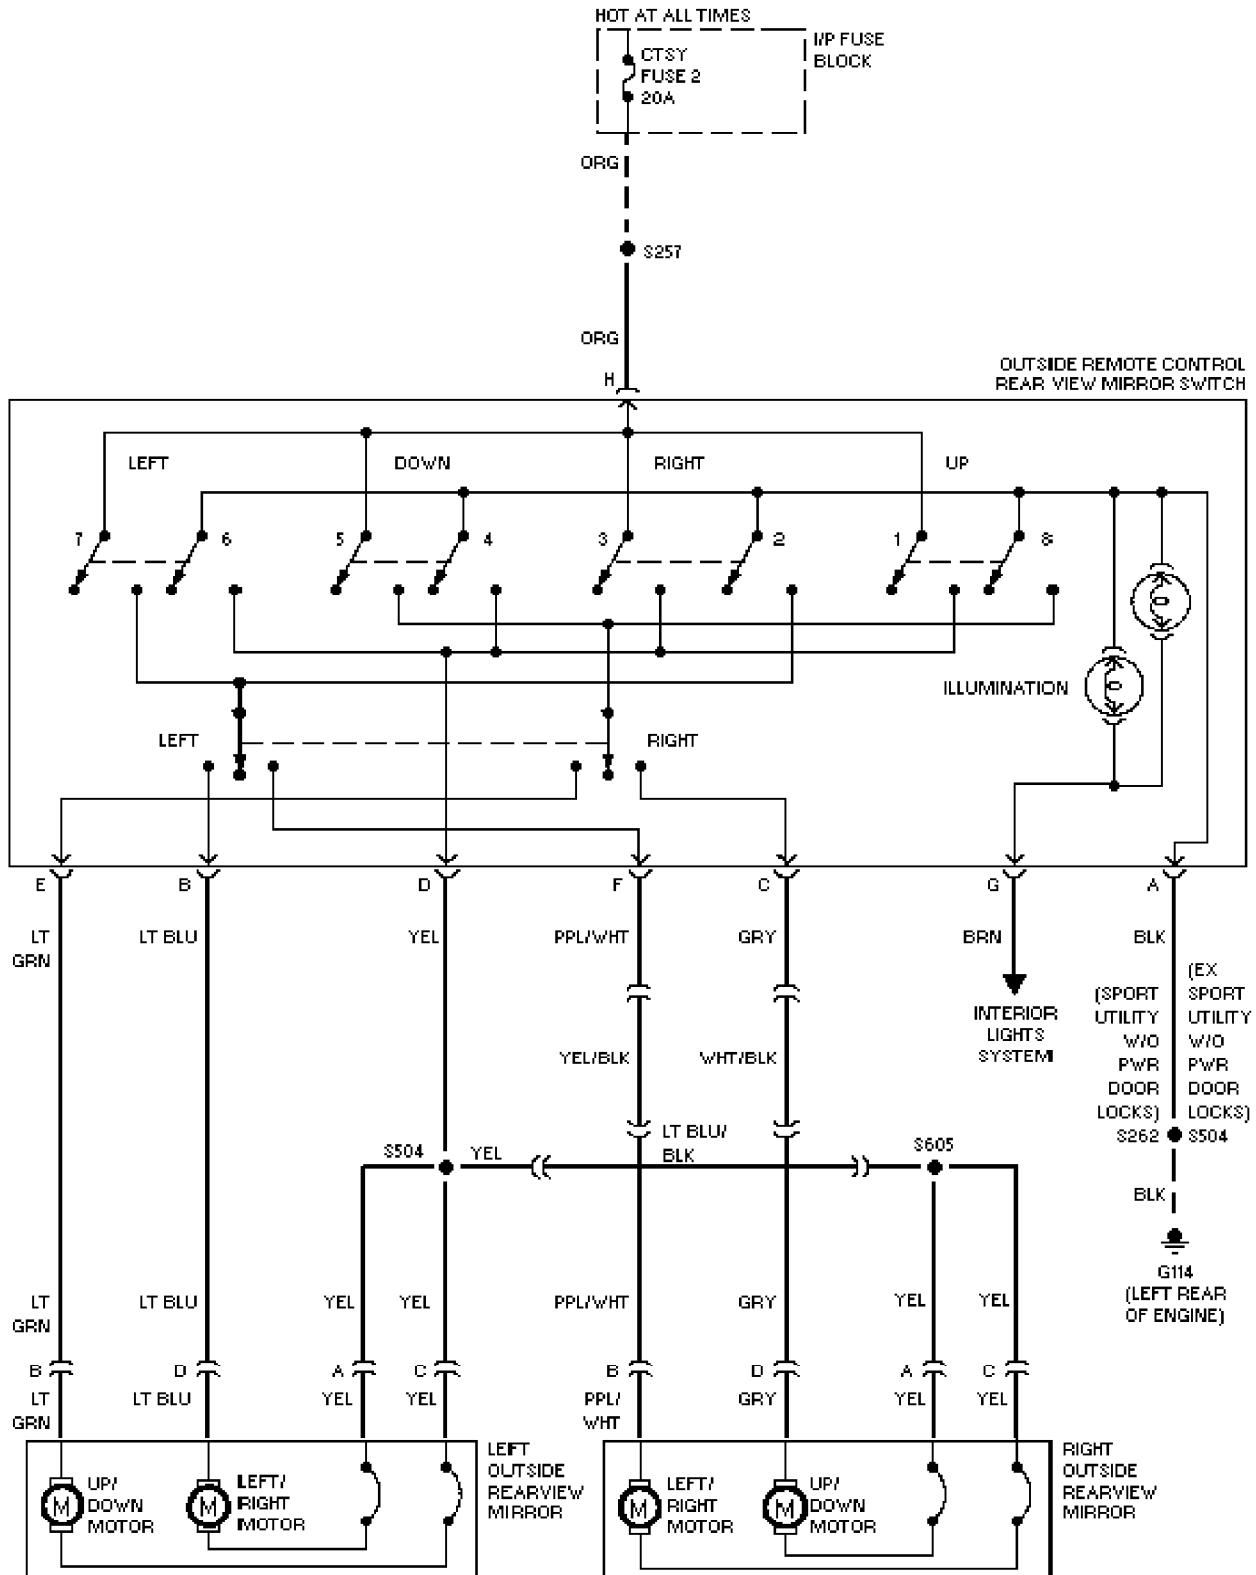 HOT AT ALL TIMES
I/P FUSE
BLOCK
CTSY
FUSE 2
20A
ORG
S257
ORG
H
OUTSIDE REMOTE CONTROL
REAR VIEW MIRROR SWITCH
LEFT
DOWN
RIGHT
UP
7
6
5
4
3
2
1
8
ILLUMINATION
LEFT
RIGHT
E
B
D
F
C
G
A
LT
GRN
LT BLU
YEL
PPL/WHT
GRY
BRN
BLK
INTERIOR
LIGHTS
SYSTEM
(SPORT
UTILITY
W/O
PWR
DOOR
LOCKS)
(EX
SPORT
UTILITY
W/O
PWR
DOOR
LOCKS)
YEL/BLK
WHT/BLK
S262
S504
S504
YEL
LT BLU/
BLK
S605
BLK
G114
(LEFT REAR
OF ENGINE)
LT
GRN
LT BLU
YEL
YEL
PPL/WHT
GRY
YEL
YEL
B
D
A
C
B
D
A
C
LT
GRN
LT BLU
YEL
YEL
PPL/
WHT
GRY
YEL
YEL
LEFT
OUTSIDE
REARVIEW
MIRROR
RIGHT
OUTSIDE
REARVIEW
MIRROR
M
UP/
DOWN
MOTOR
M
LEFT/
RIGHT
MOTOR
M
LEFT/
RIGHT
MOTOR
M
UP/
DOWN
MOTOR